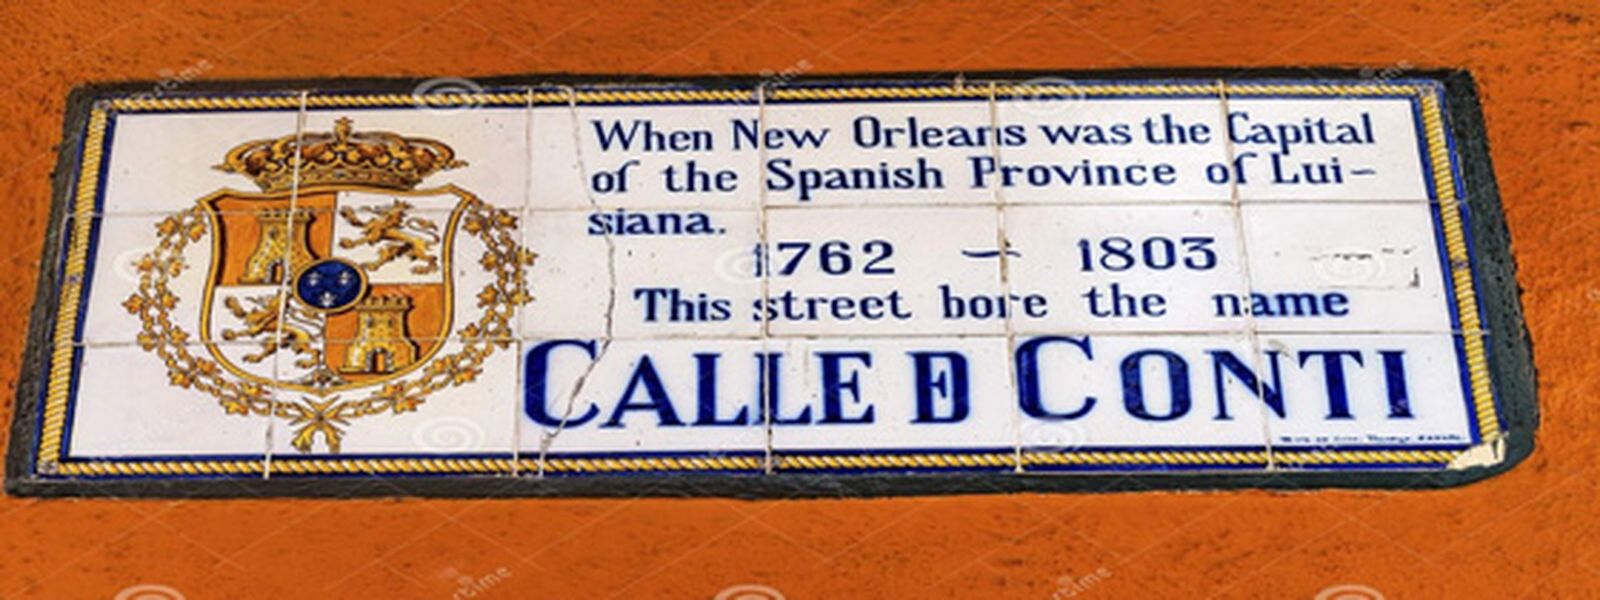 When New Orleans was the Capital
of the Spanish Province of Lui-
siana.
1762 - 1803
This street bore the name
CALLE D CONTI